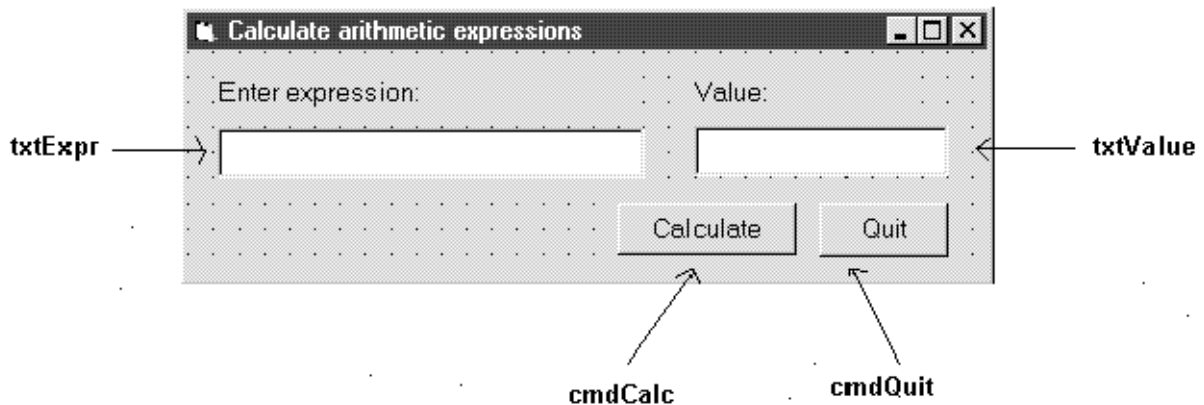 Calculate arithmetic expressions
Enter expression: Value:
txtExpr txtValue
Calculate Quit
cmdCalc cmdQuit